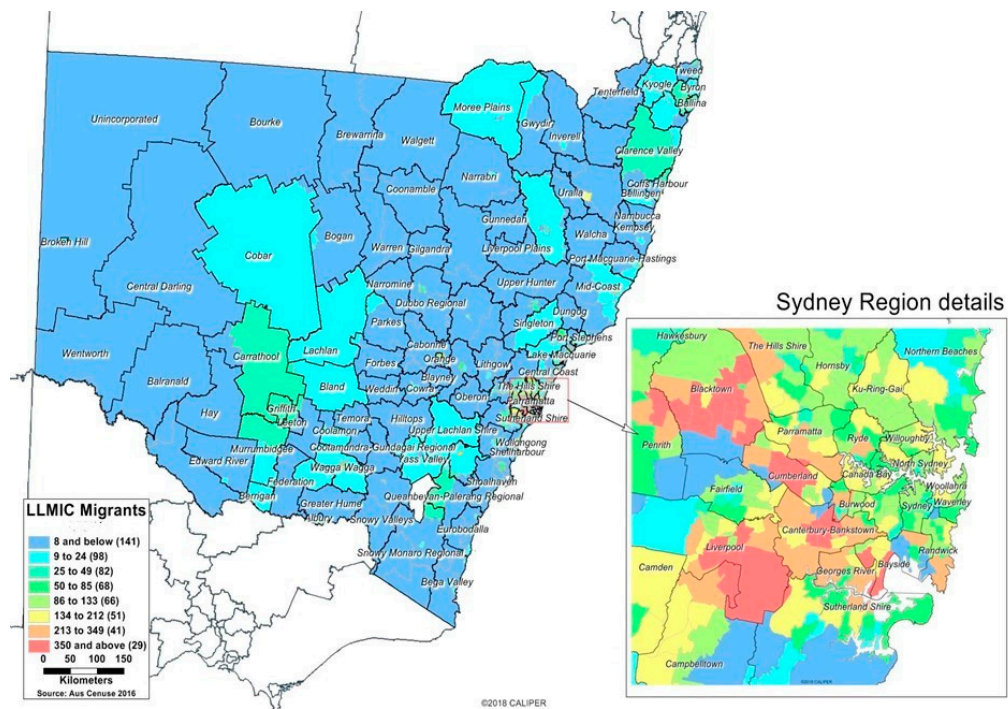 Unincorporated
Bourke
Brewarrina
Walgett
Moree Plains
Gwydir
Inverell
Tenterfield
Kyogle
Tweed
Byron
Ballina
Clarence Valley
Coffs Harbour
Bellingen
Nambucca
Kempsey
Narrabri
Uralla
Coonamble
Gunnedah
Walcha
Broken Hill
Cobar
Bogan
Warren
Gilgandra
Liverpool Plains
Port Macquarie-Hastings
Central Darling
Narromine
Dubbo Regional
Upper Hunter
Mid-Coast
Dungog
Singleton
Port Stephens
Wentworth
Carrathool
Lachlan
Parkes
Cabonne
Orange
Lithgow
Lake Macquarie
Central Coast
Balranald
Bland
Forbes
Blayney
Weddin
Cowra
Oberon
The Hills Shire
Parramatta
Sutherland Shire
Hay
Griffith
Leeton
Temora
Hilltops
Upper Lachlan Shire
Coolamon
Wollongong
Shellharbour
Murrumbidgee
Cootamundra-Gundagai Regional
Edward River
Wagga Wagga
Yass Valley
Shoalhaven
Federation
Queanbeyan-Palerang Regional
Berrigan
Greater Hume
Albury
Snowy Valleys
Eurobodalla
Snowy Monaro Regional
Bega Valley
LLMIC Migrants
8 and below (141)
9 to 24 (98)
25 to 49 (82)
50 to 85 (68)
86 to 133 (66)
134 to 212 (51)
213 to 349 (41)
350 and above (29)
0 50 100 150
Kilometers
Source: Aus Cenuse 2016
©2018 CALIPER
Sydney Region details
Hawkesbury
The Hills Shire
Hornsby
Northern Beaches
Blacktown
Ku-Ring-Gai
Penrith
Parramatta
Ryde
Willoughby
Cumberland
North Sydney
Canada Bay
Woollahra
Fairfield
Burwood
Sydney
Waverley
Canterbury-Bankstown
Liverpool
Randwick
Camden
Georges River
Bayside
Sutherland Shire
Campbelltown
©2018 CALIPER